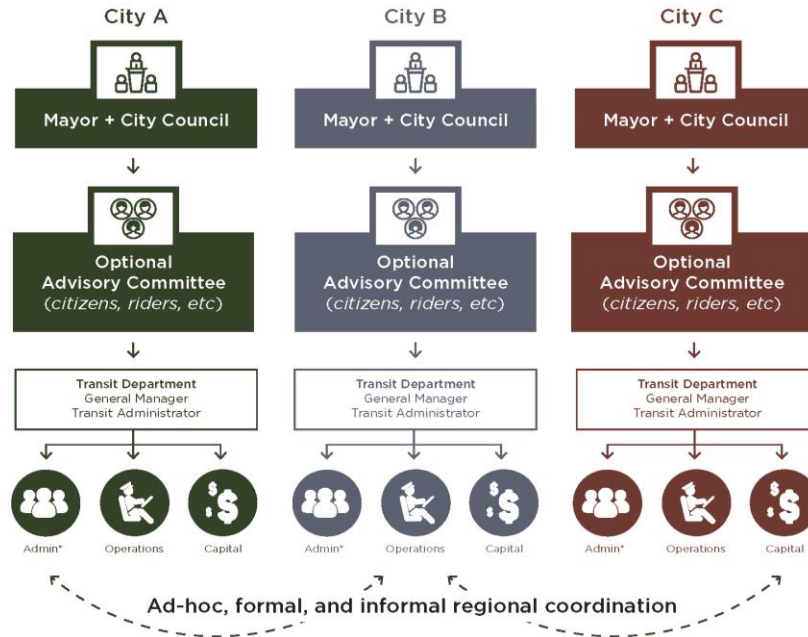 City A
Mayor + City Council
Optional
Advisory Committee
(citizens, riders, etc)
Transit Department
General Manager
Transit Administrator
Admin*
Operations
Capital
City B
Mayor + City Council
Optional
Advisory Committee
(citizens, riders, etc)
Transit Department
General Manager
Transit Administrator
Admin*
Operations
Capital
City C
Mayor + City Council
Optional
Advisory Committee
(citizens, riders, etc)
Transit Department
General Manager
Transit Administrator
Admin*
Operations
Capital
Ad-hoc, formal, and informal regional coordination